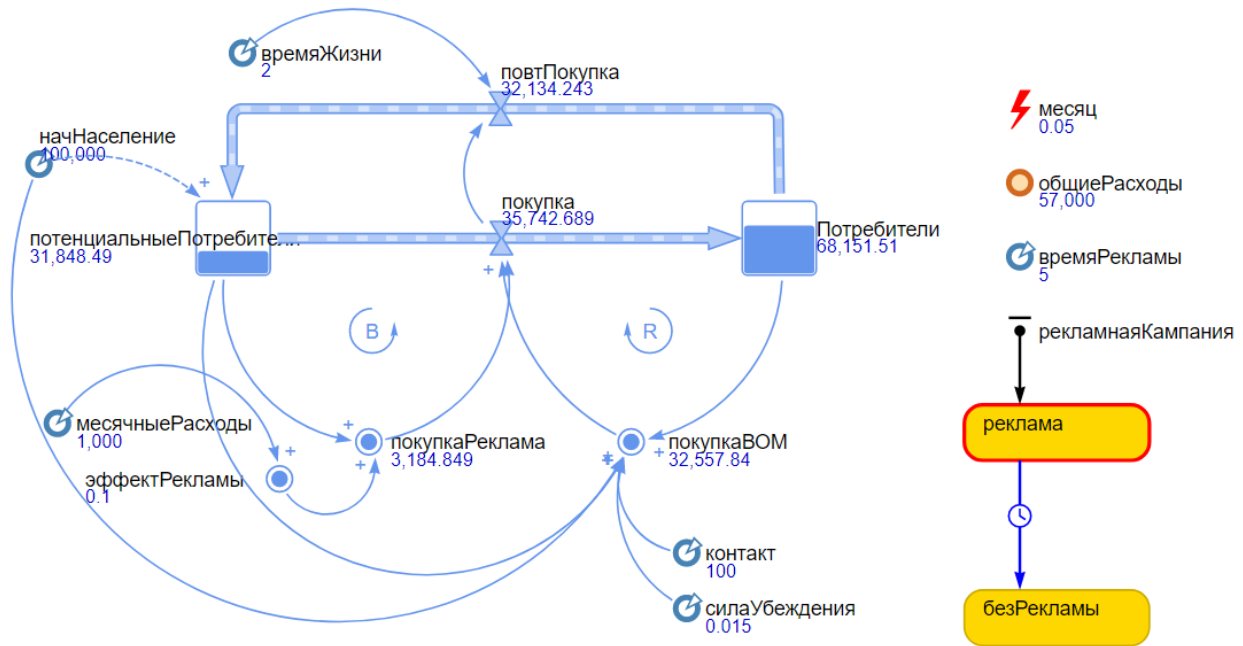 времяЖизни
2
повтПокупка
32,134.243
месяц
0.05
начНаселение
100,000
+
общиеРасходы
57,000
покупка
35,742.689
потенциальныеПотребители
31,848.49
Потребители
68,151.51
+
времяРекламы
5
B
R
рекламнаяКампания
месячныеРасходы
1,000
+
покупкаРеклама
3,184.849
+
покупкаВОМ
32,557.84
+
+
+
+
эффектРекламы
0.1
реклама
контакт
100
силаУбеждения
0.015
безРекламы